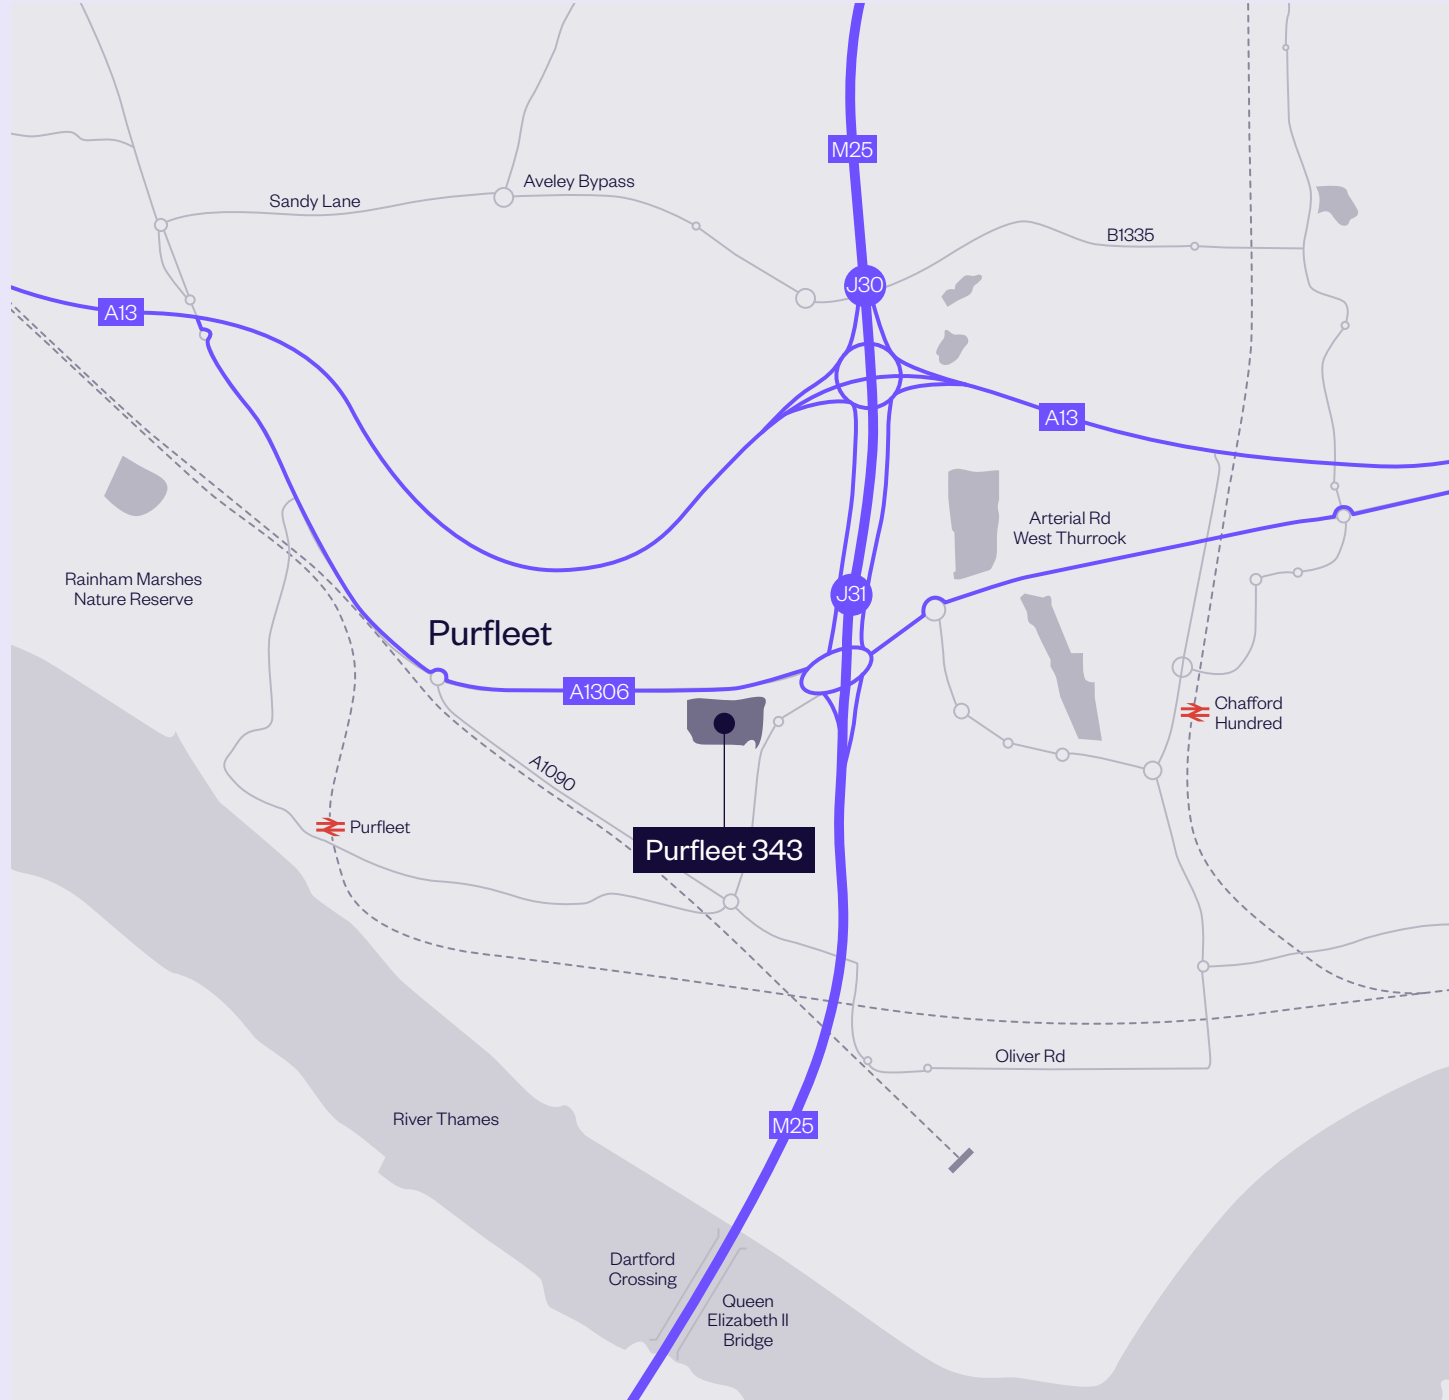 M25
Aveley Bypass
Sandy Lane
B1335
J30
A13
A13
Arterial Rd
West Thurrock
Rainham Marshes
Nature Reserve
J31
Purfleet
A1306
Chafford
Hundred
A1090
Purfleet
Purfleet 343
Oliver Rd
River Thames
M25
Dartford
Crossing
Queen
Elizabeth II
Bridge